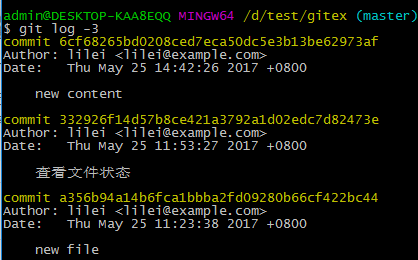 admin@DESKTOP-KAA8EQQ MINGW64 /d/test/gitex (master)
$ git log -3
commit 6cf68265bd0208ced7eca50dc5e3b13be62973af
Author: lilei <lilei@example.com>
Date:   Thu May 25 14:42:26 2017 +0800
    new content
commit 332926f14d57b8ce421a3792a1d02edc7d82473e
Author: lilei <lilei@example.com>
Date:   Thu May 25 11:53:27 2017 +0800
    查看文件状态
commit a356b94a14b6fca1bbba2fd09280b66cf422bc44
Author: lilei <lilei@example.com>
Date:   Thu May 25 11:23:38 2017 +0800
    new file